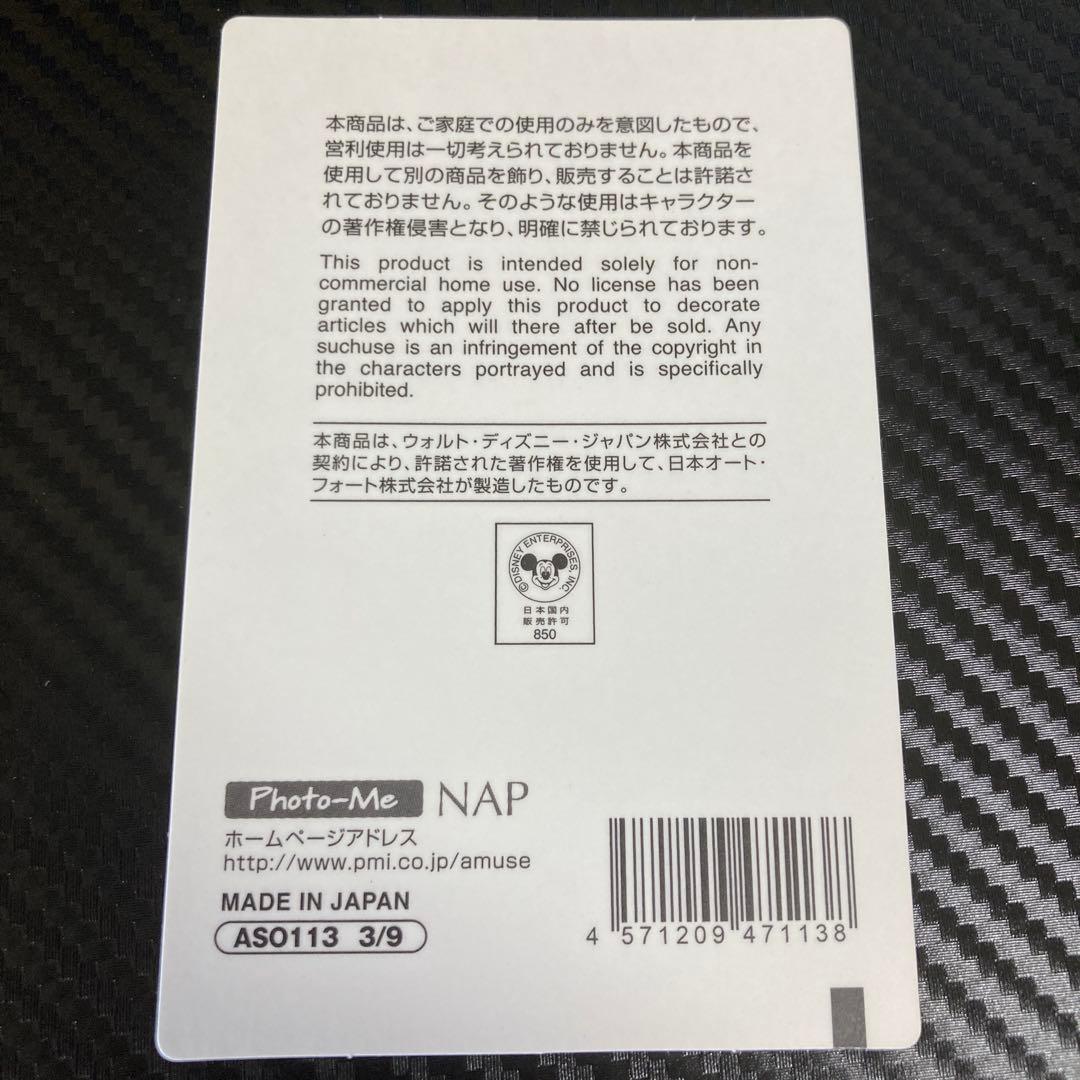 本商品は、ご家庭での使用のみを意図したもので、
営利使用は一切考えられておりません。本商品を
使用して別の商品を飾り、販売することは許諾さ
れておりません。そのような使用はキャラクター
の著作権侵害となり、明確に禁じられております。
This product is intended solely for non-
commercial home use. No license has been
granted to apply this product to decorate
articles which will there after be sold. Any
suchuse is an infringement of the copyright in
the characters portrayed and is specifically
prohibited.
本商品は、ウォルト・ディズニー・ジャパン株式会社との
契約により、許諾された著作権を使用して、日本オート・
フォート株式会社が製造したものです。
©DISNEY ENTERPRISES, INC.
日本国内
販売許可
850
Photo-Me NAP
ホームページアドレス
http://www.pmi.co.jp/amuse
MADE IN JAPAN
ASO113 3/9
4 571209 471138